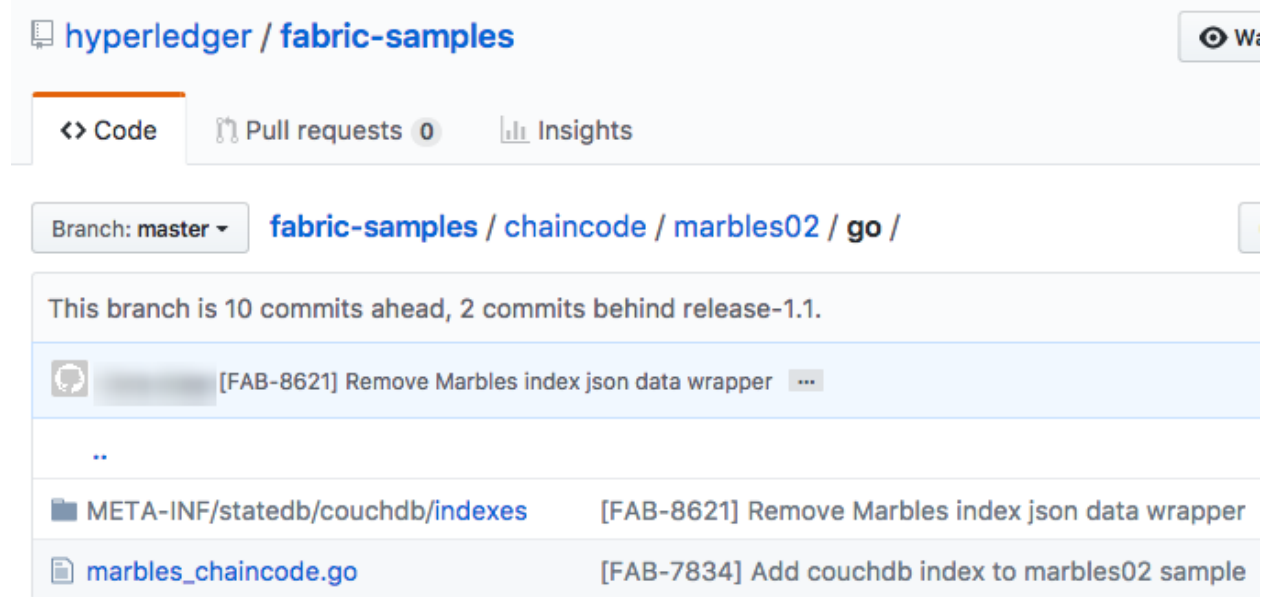 hyperledger / fabric-samples
Code Pull requests 0 Insights
Branch: master fabric-samples / chaincode / marbles02 / go /
This branch is 10 commits ahead, 2 commits behind release-1.1.
[FAB-8621] Remove Marbles index json data wrapper ...
..
META-INF/statedb/couchdb/indexes [FAB-8621] Remove Marbles index json data wrapper
marbles_chaincode.go [FAB-7834] Add couchdb index to marbles02 sample